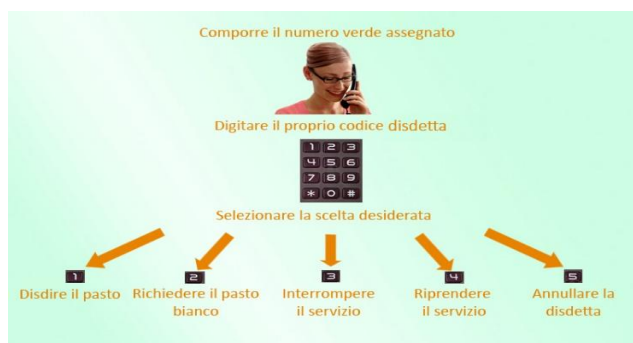 Comporre il numero verde assegnato
Digitare il proprio codice disdetta
1 2 3
4 5 6
7 8 9
* 0 #
Selezionare la scelta desiderata
1 2 3 4 5
Disdire il pasto Richiedere il pasto Interrompere Riprendere Annullare la
bianco il servizio il servizio disdetta